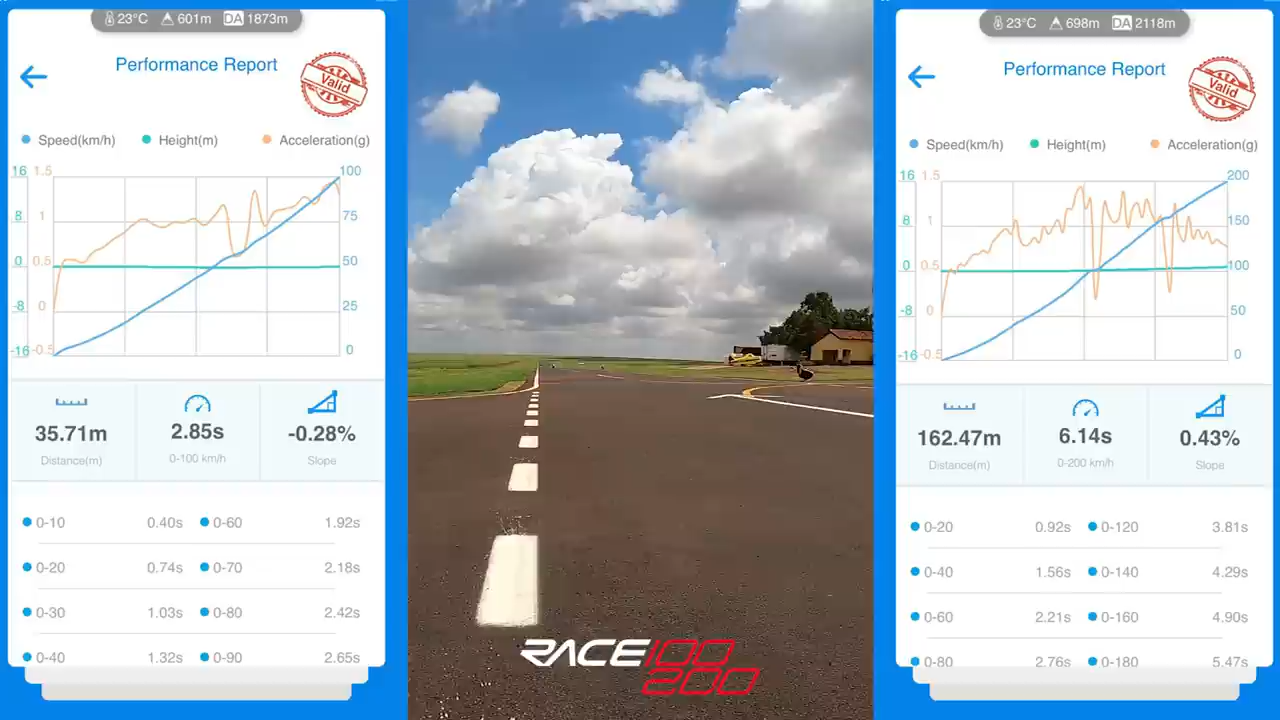 23°C 601m DA 1873m
Performance Report
Valid
Speed(km/h) Height(m) Acceleration(g)
16 1.5 100
8 1 75
0 0.5 50
-8 0 25
-16 -0.5 0
35.71m 2.85s -0.28%
Distance(m) 0-100 km/h Slope
0-10 0.40s 0-60 1.92s
0-20 0.74s 0-70 2.18s
0-30 1.03s 0-80 2.42s
0-40 1.32s 0-90 2.65s
RACE100
200
23°C 698m DA 2118m
Performance Report
Valid
Speed(km/h) Height(m) Acceleration(g)
16 1.5 200
8 1 150
0 0.5 100
-8 0 50
-16 -0.5 0
162.47m 6.14s 0.43%
Distance(m) 0-200 km/h Slope
0-20 0.92s 0-120 3.81s
0-40 1.56s 0-140 4.29s
0-60 2.21s 0-160 4.90s
0-80 2.76s 0-180 5.47s